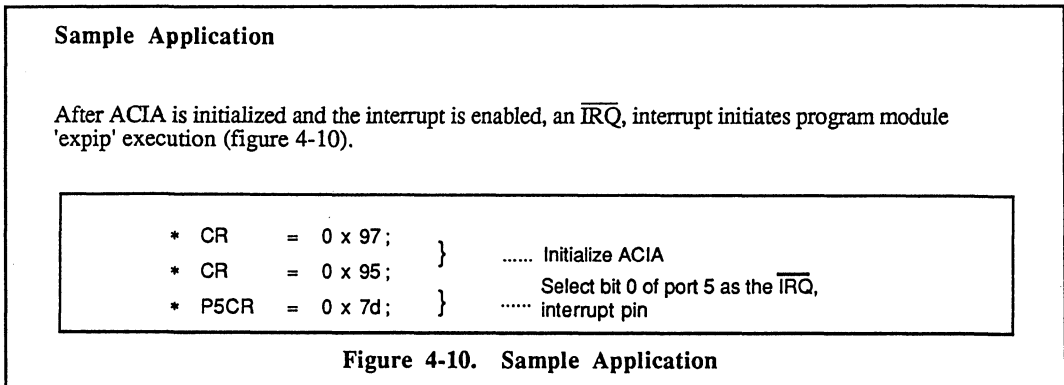 Sample Application
After ACIA is initialized and the interrupt is enabled, an IRQ, interrupt initiates program module
'expip' execution (figure 4-10).
* CR = 0 x 97 ;
} ...... Initialize ACIA
* CR = 0 x 95 ;
Select bit 0 of port 5 as the IRQ,
* P5CR = 0 x 7d ; } ...... interrupt pin
Figure 4-10. Sample Application